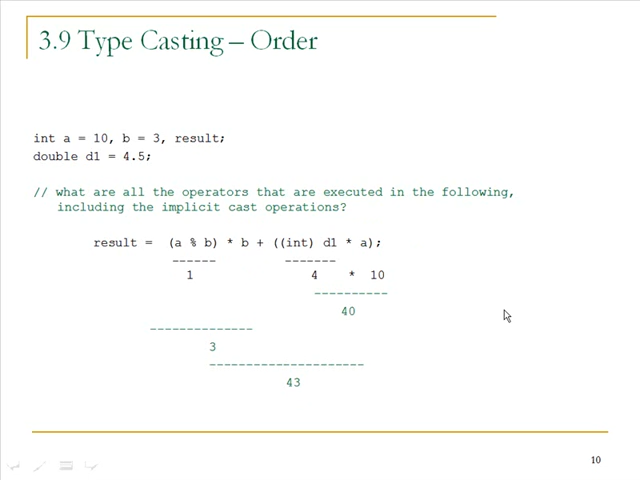 3.9 Type Casting – Order
int a = 10, b = 3, result;
double d1 = 4.5;
// what are all the operators that are executed in the following,
including the implicit cast operations?
result = (a % b) * b + ((int) d1 * a);
------ -------
1 4 * 10
----------
40
--------------
3
---------------------
43
10